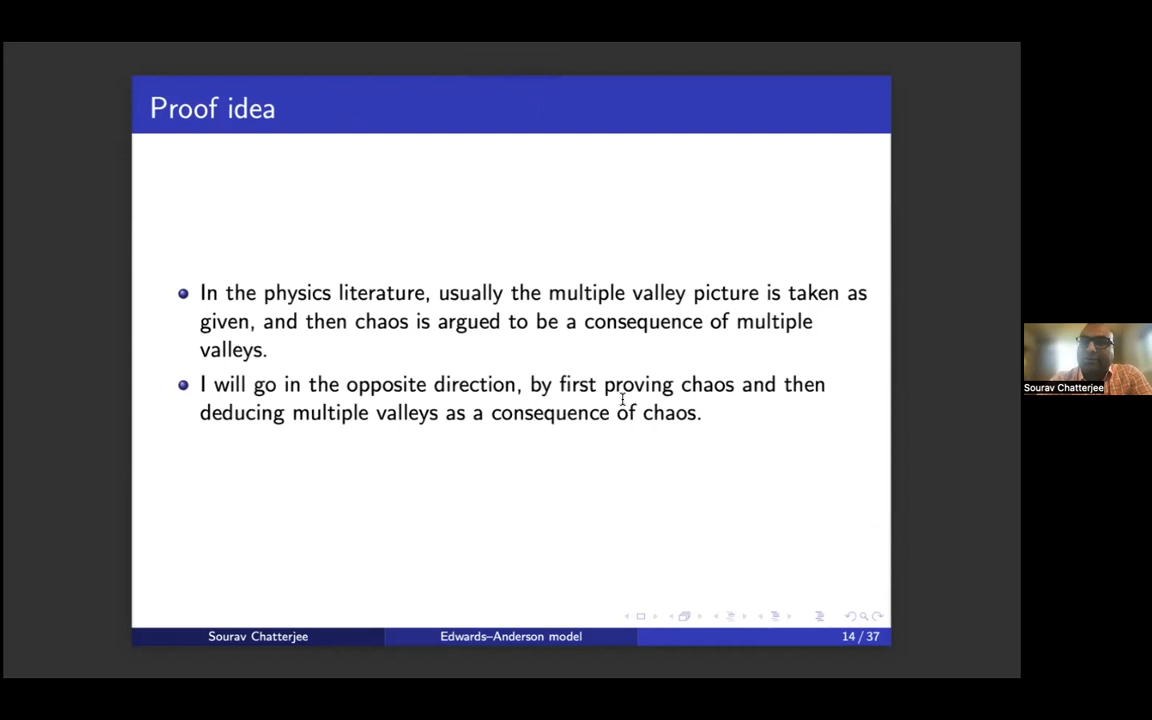 Proof idea
In the physics literature, usually the multiple valley picture is taken as
given, and then chaos is argued to be a consequence of multiple
valleys.
I will go in the opposite direction, by first proving chaos and then
deducing multiple valleys as a consequence of chaos.
Sourav Chatterjee
Sourav Chatterjee
Edwards–Anderson model
14 / 37